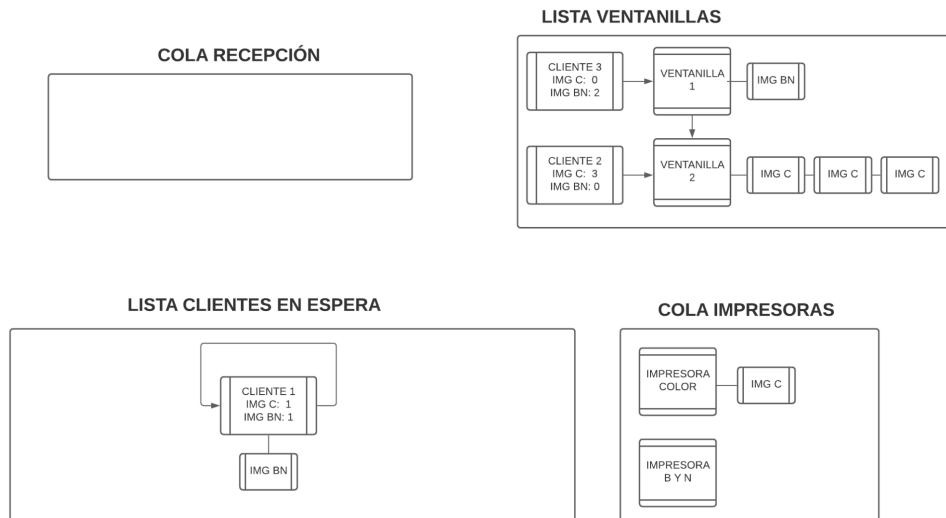 LISTA VENTANILLAS
COLA RECEPCIÓN
CLIENTE 3
IMG C:  0
IMG BN: 2
VENTANILLA
1
IMG BN
CLIENTE 2
IMG C:  3
IMG BN: 0
VENTANILLA
2
IMG C
IMG C
IMG C
LISTA CLIENTES EN ESPERA
CLIENTE 1
IMG C:  1
IMG BN: 1
IMG BN
COLA IMPRESORAS
IMPRESORA
COLOR
IMG C
IMPRESORA
B Y N